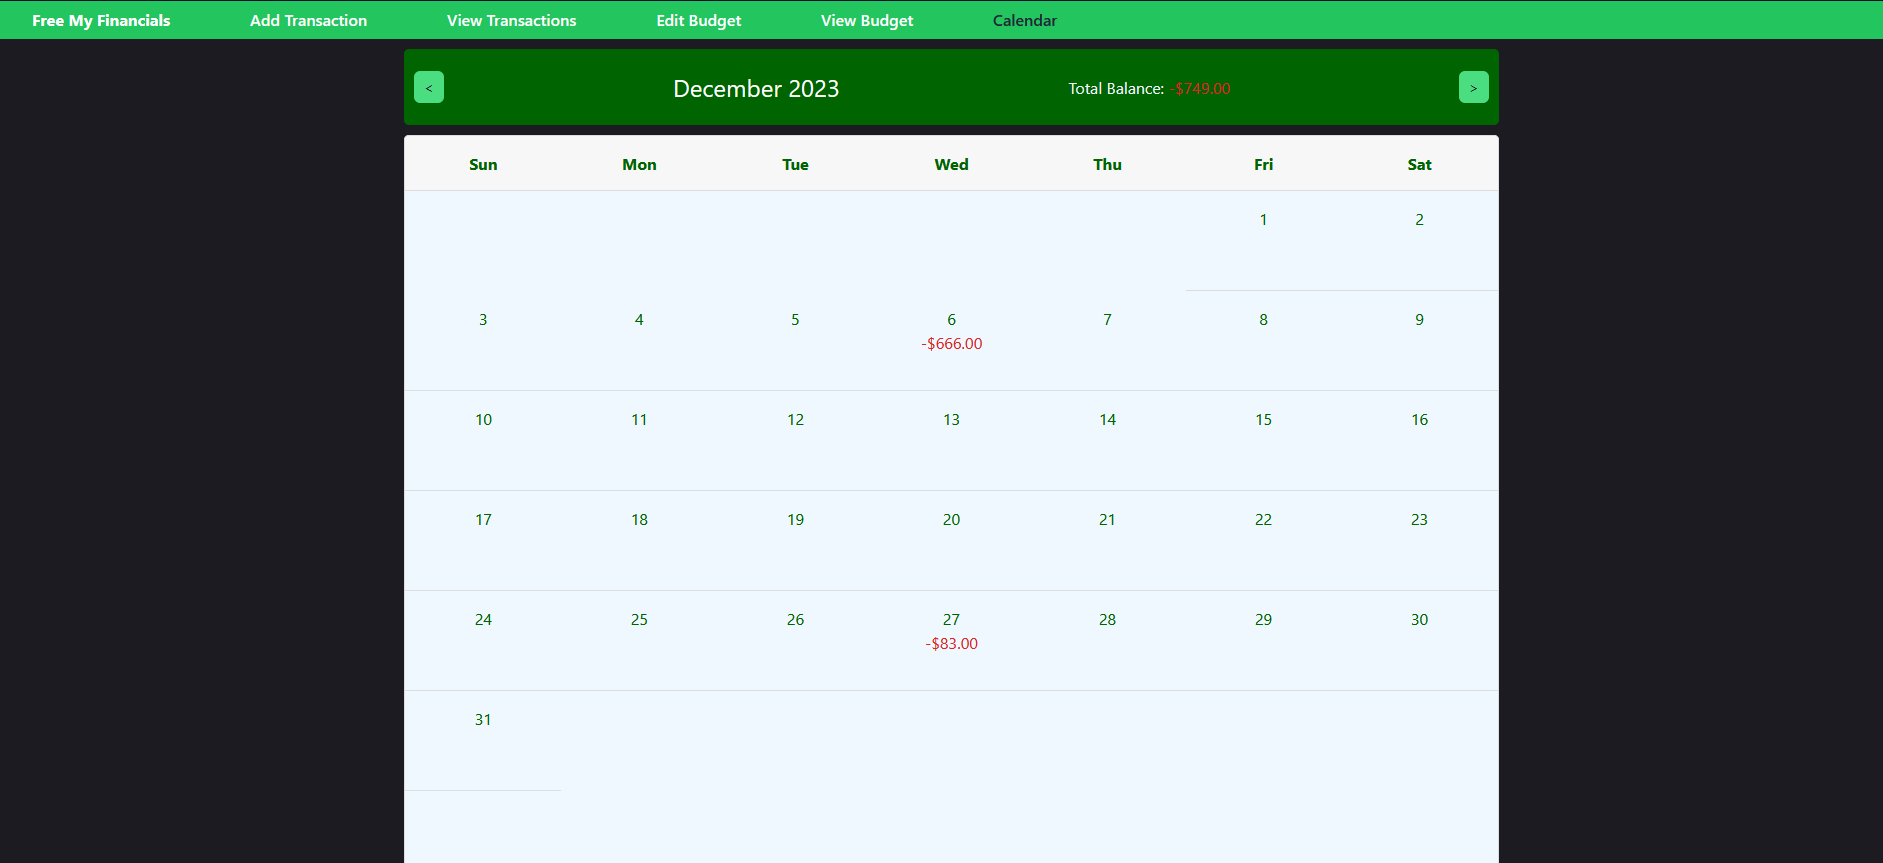 Free My Financials Add Transaction View Transactions Edit Budget View Budget Calendar
< December 2023 Total Balance: -$749.00 >
Sun Mon Tue Wed Thu Fri Sat
1 2
3 4 5 6 7 8 9
-$666.00
10 11 12 13 14 15 16
17 18 19 20 21 22 23
24 25 26 27 28 29 30
-$83.00
31